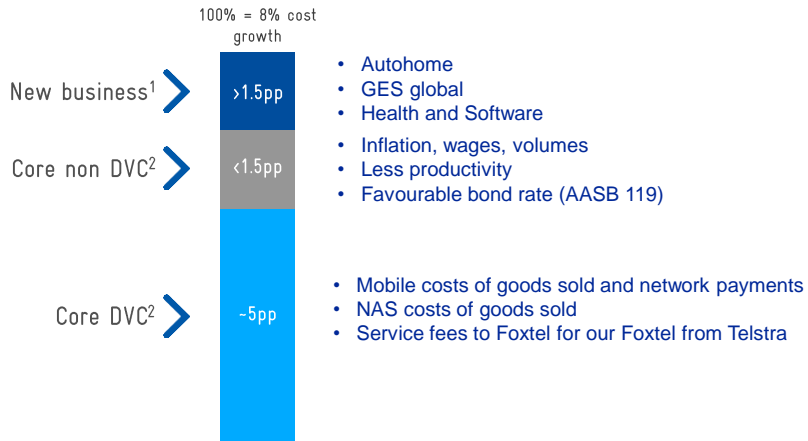 100% = 8% cost
growth
New business¹
>1.5pp
• Autohome
• GES global
• Health and Software
Core non DVC²
<1.5pp
• Inflation, wages, volumes
• Less productivity
• Favourable bond rate (AASB 119)
Core DVC²
~5pp
• Mobile costs of goods sold and network payments
• NAS costs of goods sold
• Service fees to Foxtel for our Foxtel from Telstra